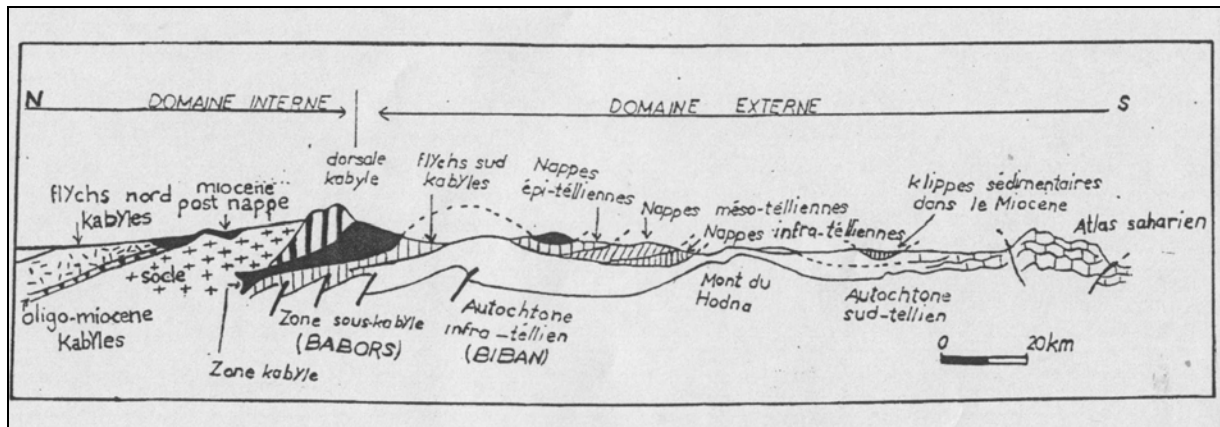 N
DOMAINE INTERNE
DOMAINE EXTERNE
S
dorsale
kabyle
flychs sud
kabyles
Nappes
épi-télliennes
Nappes méso-télliennes
Nappes infra-télliennes
klippes sédimentaires
dans le Miocene
Atlas saharien
flychs nord
kabyles
miocene
post nappe
socle
oligo-miocene
Kabyles
Zone kabyle
Zone sous-kabyle
(BABORS)
Autochtone
infra-tellien
(BIBAN)
Mont du
Hodna
Autochtone
sud-tellien
0 20km